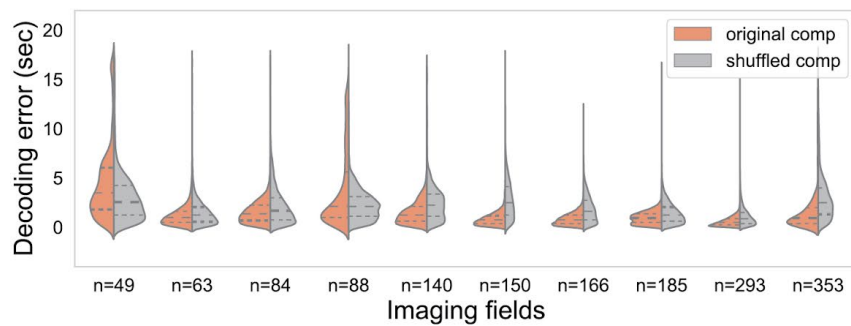 20
15
10
5
0
Decoding error (sec)
original comp
shuffled comp
n=49 n=63 n=84 n=88 n=140 n=150 n=166 n=185 n=293 n=353
Imaging fields